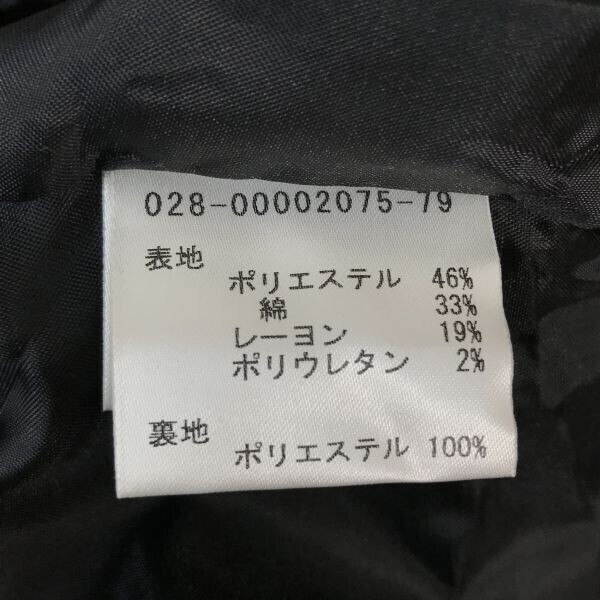 028-00002075-79
表地
ポリエステル 46%
綿 33%
レーヨン 19%
ポリウレタン 2%
裏地
ポリエステル 100%